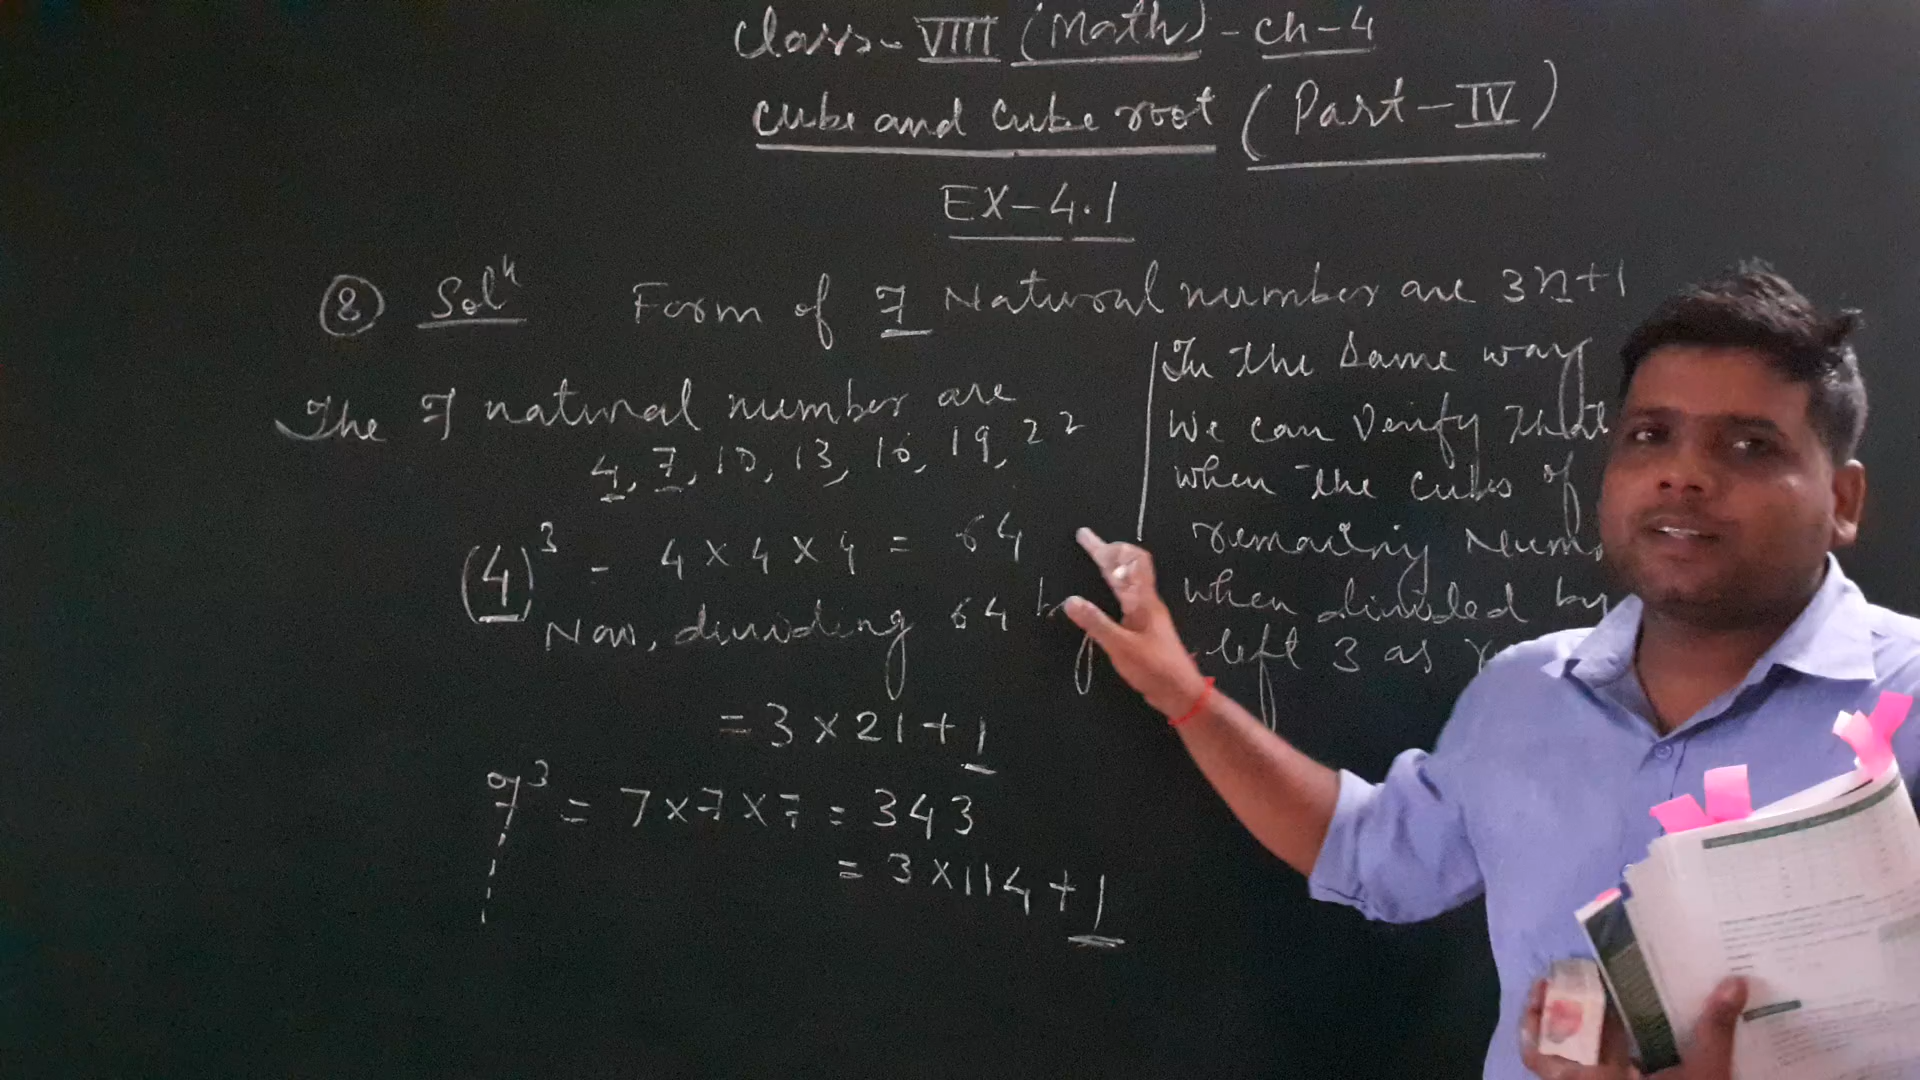 Class-VIII (Math)-Ch-4
Cube and Cube root (Part-IV)
EX-4.1
8 Solⁿ Form of 7 Natural number are 3n+1
The 7 natural number are
4, 7, 10, 13, 16, 19, 22
(4)³ = 4×4×4 = 64
Now, dividing 64 by
= 3×21+1
7³ = 7×7×7 = 343
= 3×114+1
In the same way
We can verify that
when the cubes of
remaining Num
when divided by
left 3 as